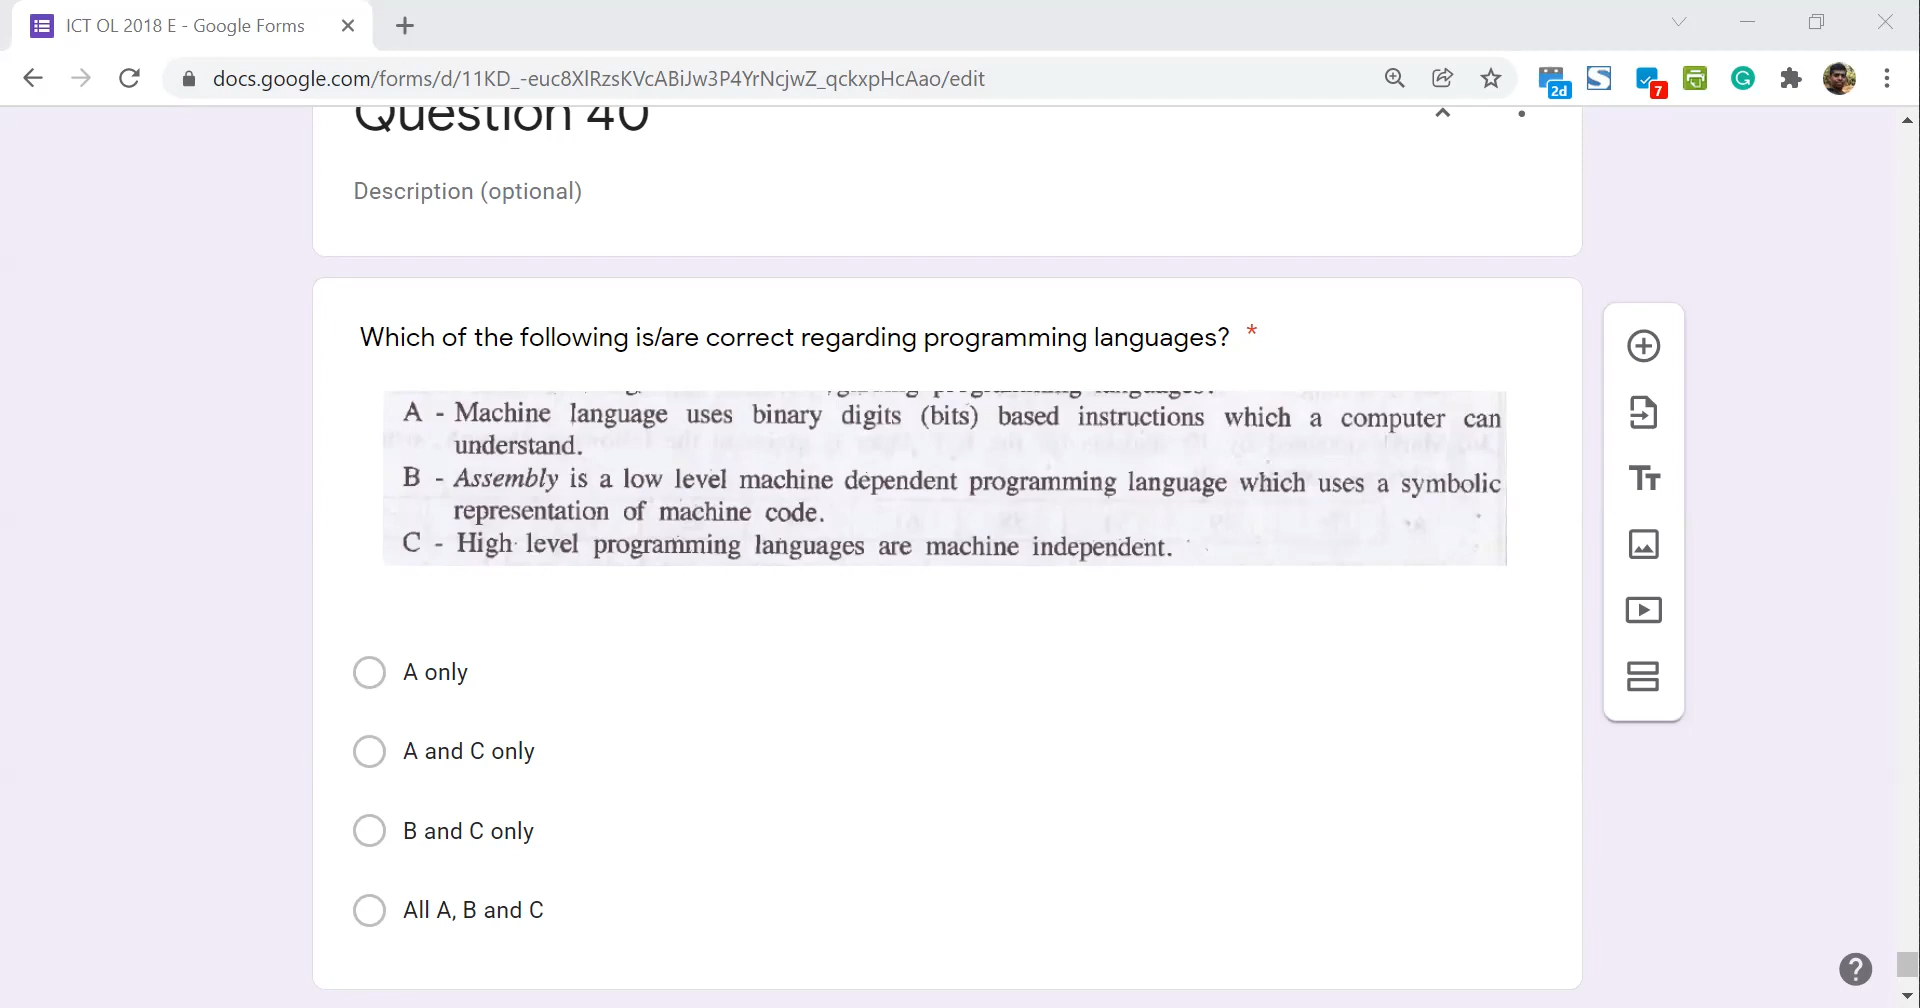 ICT OL 2018 E - Google Forms
docs.google.com/forms/d/11KD_-euc8XlRzsKVcABiJw3P4YrNcjwZ_qckxpHcAao/edit
2d
7
Question 40
Description (optional)
Which of the following is/are correct regarding programming languages? *
A - Machine language uses binary digits (bits) based instructions which a computer can
understand.
B - Assembly is a low level machine dependent programming language which uses a symbolic
representation of machine code.
C - High level programming languages are machine independent.
A only
A and C only
B and C only
All A, B and C